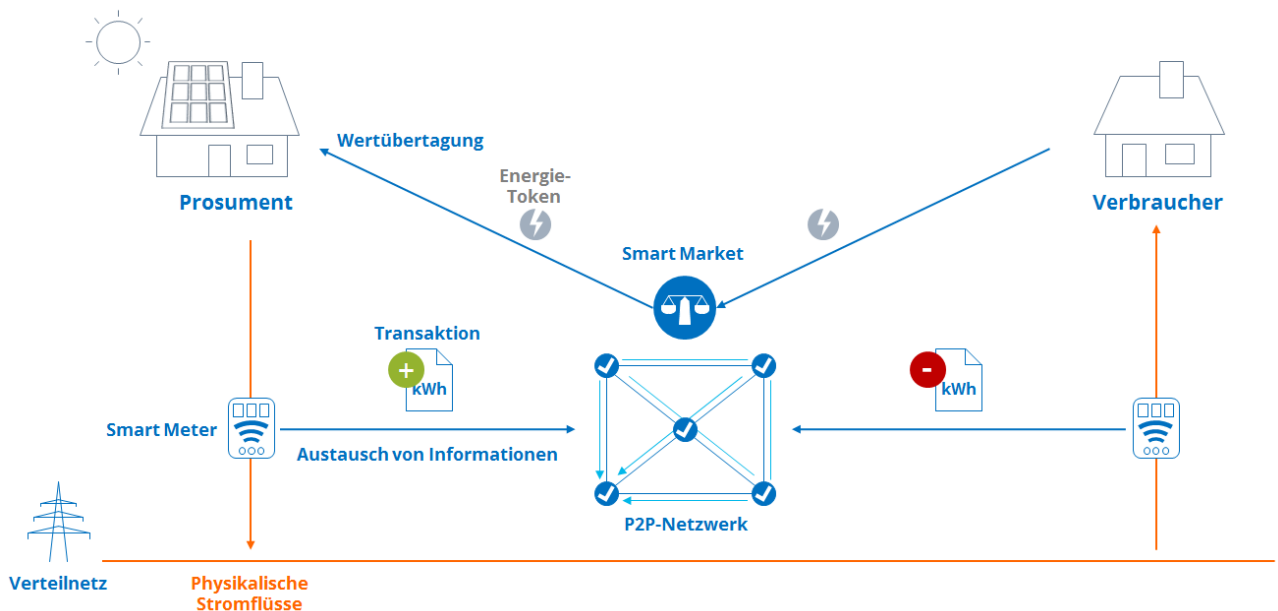 Wertübertagung
Energie-
Token
Prosument
Verbraucher
Smart Market
Transaktion
+
kWh
-
kWh
Smart Meter
Austausch von Informationen
P2P-Netzwerk
Verteilnetz
Physikalische
Stromflüsse